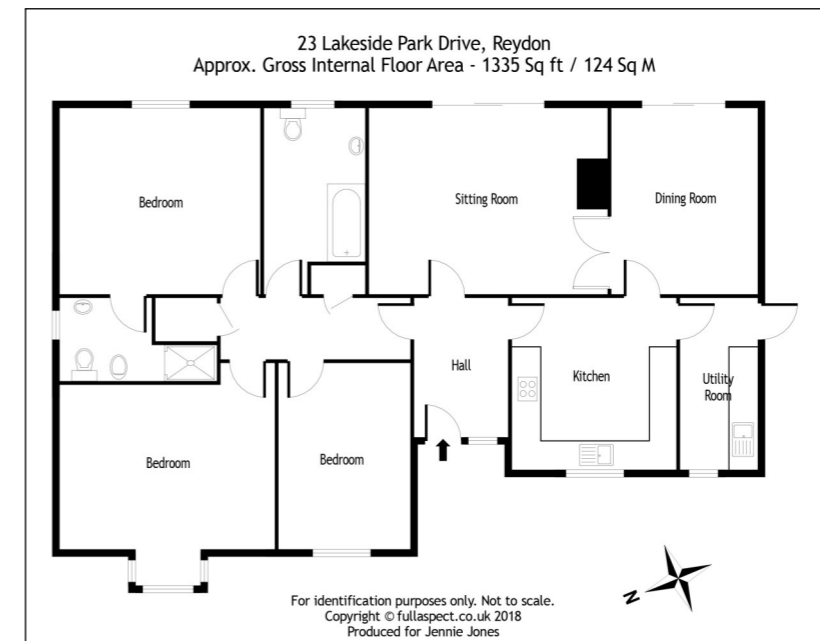 23 Lakeside Park Drive, Reydon
Approx. Gross Internal Floor Area - 1335 Sq ft / 124 Sq M
Bedroom
Sitting Room
Dining Room
Hall
Kitchen
Utility
Room
Bedroom
Bedroom
N
For identification purposes only. Not to scale.
Copyright © fullaspect.co.uk 2018
Produced for Jennie Jones